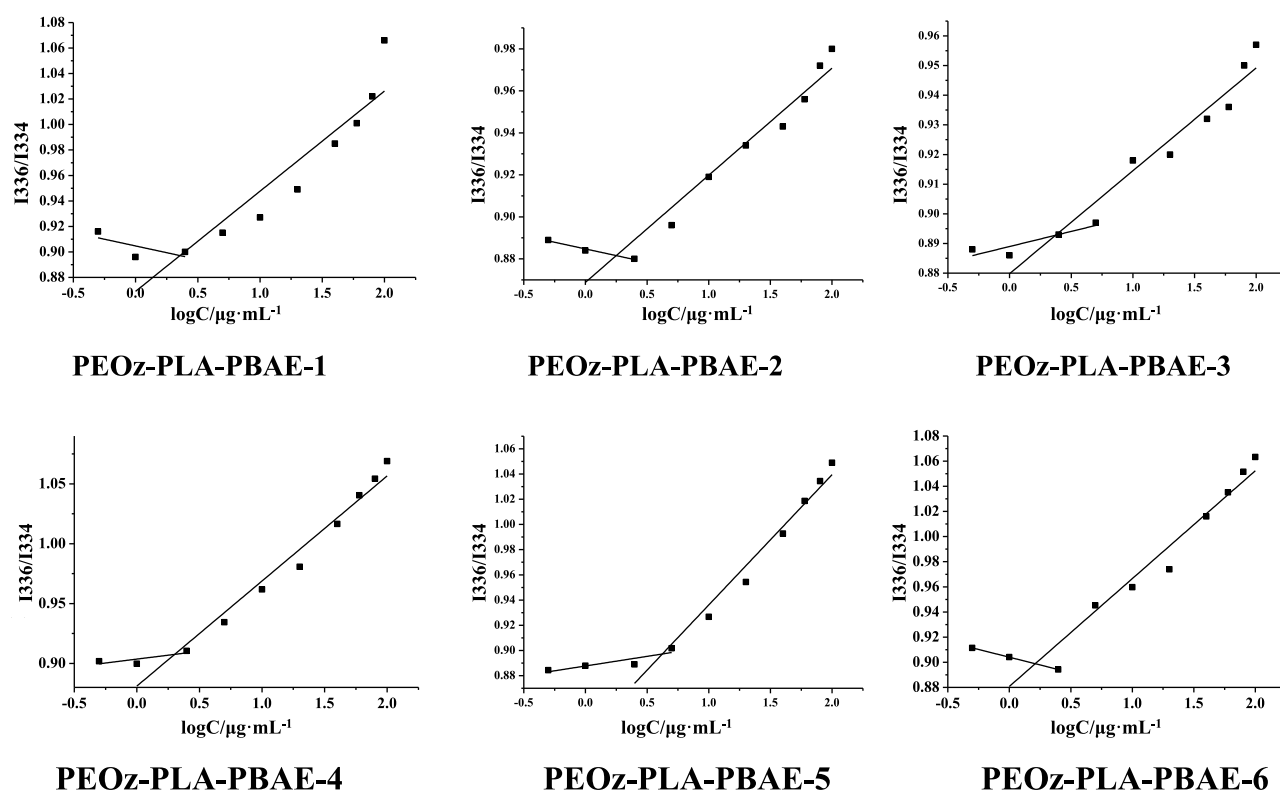 1.08
1.06
1.04
1.02
1.00
0.98
0.96
0.94
0.92
0.90
0.88
I336/I334
-0.5 0.0 0.5 1.0 1.5 2.0
logC/μg·mL⁻¹
PEOz-PLA-PBAE-1
0.98
0.96
0.94
0.92
0.90
0.88
I336/I334
-0.5 0.0 0.5 1.0 1.5 2.0
logC/μg·mL⁻¹
PEOz-PLA-PBAE-2
0.96
0.95
0.94
0.93
0.92
0.91
0.90
0.89
0.88
I336/I334
-0.5 0.0 0.5 1.0 1.5 2.0
logC/μg·mL⁻¹
PEOz-PLA-PBAE-3
1.05
1.00
0.95
0.90
I336/I334
-0.5 0.0 0.5 1.0 1.5 2.0
logC/μg·mL⁻¹
PEOz-PLA-PBAE-4
1.06
1.04
1.02
1.00
0.98
0.96
0.94
0.92
0.90
0.88
I336/I334
-0.5 0.0 0.5 1.0 1.5 2.0
logC/μg·mL⁻¹
PEOz-PLA-PBAE-5
1.08
1.06
1.04
1.02
1.00
0.98
0.96
0.94
0.92
0.90
0.88
I336/I334
-0.5 0.0 0.5 1.0 1.5 2.0
logC/μg·mL⁻¹
PEOz-PLA-PBAE-6